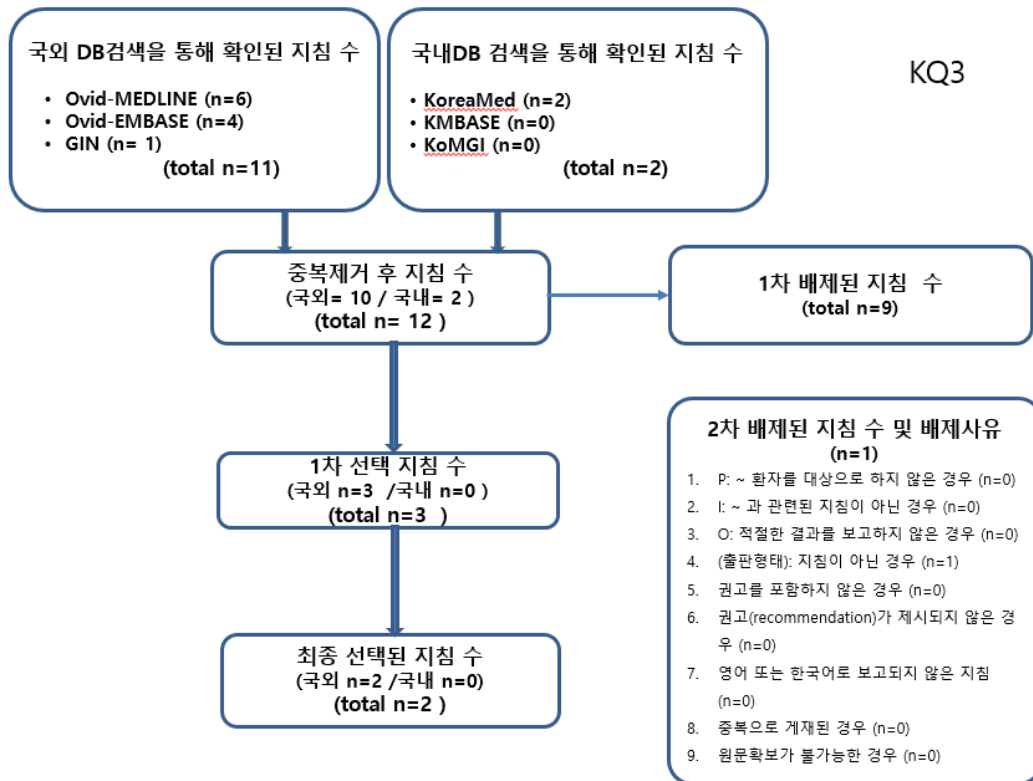 국외 DB검색을 통해 확인된 지침 수
• Ovid-MEDLINE (n=6)
• Ovid-EMBASE (n=4)
• GIN (n= 1)
(total n=11)
국내DB 검색을 통해 확인된 지침 수
• KoreaMed (n=2)
• KMBASE (n=0)
• KoMGI (n=0)
(total n=2)
KQ3
중복제거 후 지침 수
(국외= 10 / 국내= 2 )
(total n= 12 )
1차 배제된 지침 수
(total n=9)
1차 선택 지침 수
(국외 n=3 /국내 n=0 )
(total n=3 )
2차 배제된 지침 수 및 배제사유
(n=1)
1. P: ~ 환자를 대상으로 하지 않은 경우 (n=0)
2. I: ~ 과 관련된 지침이 아닌 경우 (n=0)
3. O: 적절한 결과를 보고하지 않은 경우 (n=0)
4. (출판형태): 지침이 아닌 경우 (n=1)
5. 권고를 포함하지 않은 경우 (n=0)
6. 권고(recommendation)가 제시되지 않은 경
우 (n=0)
7. 영어 또는 한국어로 보고되지 않은 지침
(n=0)
8. 중복으로 게재된 경우 (n=0)
9. 원문확보가 불가능한 경우 (n=0)
최종 선택된 지침 수
(국외 n=2 /국내 n=0)
(total n=2 )